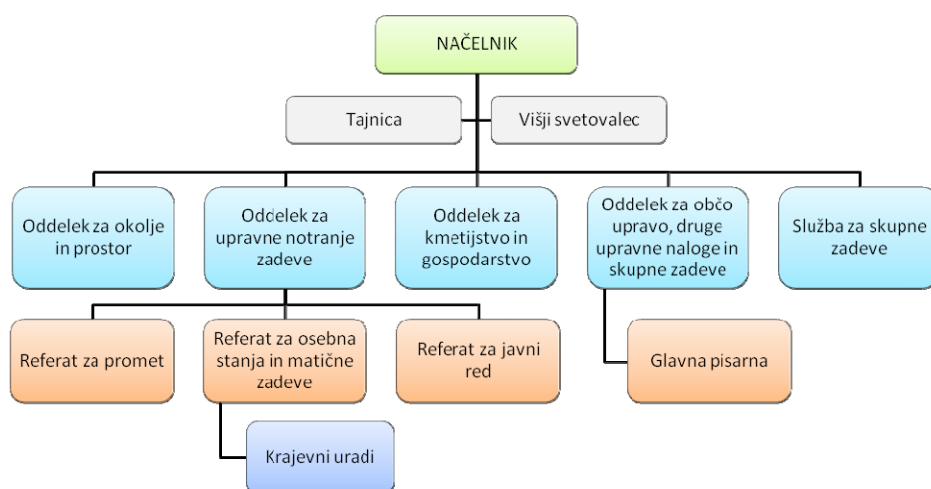 NAČELNIK
Tajnica
Višji svetovalec
Oddelek za okolje
in prostor
Oddelek za
upravne notranje
zadeve
Oddelek za
kmetijstvo in
gospodarstvo
Oddelek za občo
upravo, druge
upravne naloge in
skupne zadeve
Služba za skupne
zadeve
Referat za promet
Referat za osebna
stanja in matične
zadeve
Referat za javni
red
Glavna pisarna
Krajevni uradi